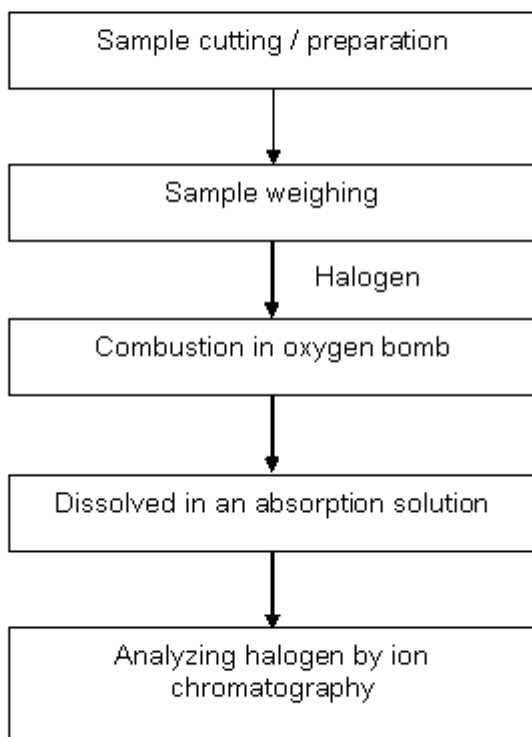 Sample cutting / preparation
Sample weighing
Halogen
Combustion in oxygen bomb
Dissolved in an absorption solution
Analyzing halogen by ion
chromatography